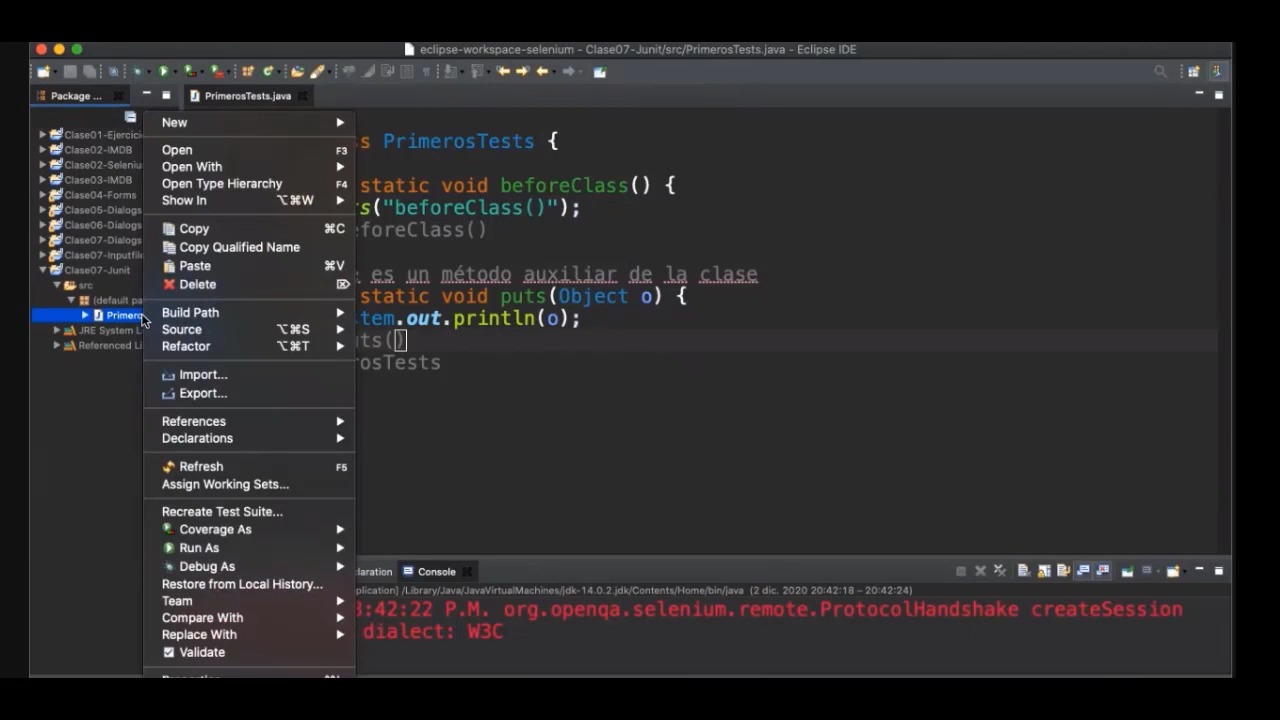 eclipse-workspace-selenium - Clase07-Junit/src/PrimerosTests.java - Eclipse IDE
Package ...
PrimerosTests.java
Clase01-Ejercici
Clase02-IMDB
Clase02-Seleniu
Clase03-IMDB
Clase04-Forms
Clase05-Dialogs
Clase06-Dialogs
Clase07-Dialogs
Clase07-Inputfile
Clase07-Junit
src
(default pa
Primero
JRE System L
Referenced Li
New
Open F3
Open With
Open Type Hierarchy F4
Show In ⌥⌘W
Copy ⌘C
Copy Qualified Name
Paste ⌘V
Delete ⌦
Build Path
Source ⌥⌘S
Refactor ⌥⌘T
Import...
Export...
References
Declarations
Refresh F5
Assign Working Sets...
Recreate Test Suite...
Coverage As
Run As
Debug As
Restore from Local History...
Team
Compare With
Replace With
Validate
s PrimerosTests {
static void beforeClass() {
s("beforeClass()");
eforeClass()
es un método auxiliar de la clase
static void puts(Object o) {
tem.out.println(o);
uts()
rosTests
laration
Console
plication] /Library/Java/JavaVirtualMachines/jdk-14.0.2.jdk/Contents/Home/bin/java (2 dic. 2020 20:42:18 – 20:42:24)
:42:22 P.M. org.openqa.selenium.remote.ProtocolHandshake createSession
dialect: W3C